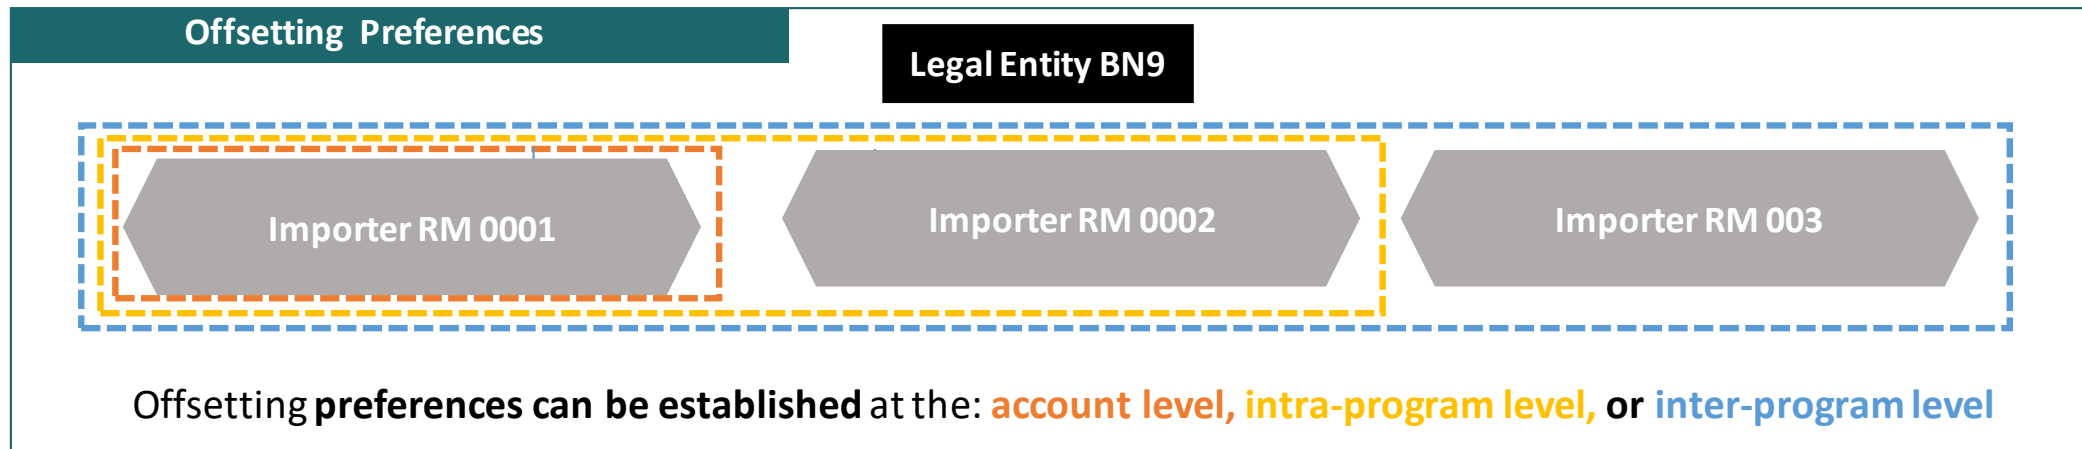 Offsetting Preferences
Legal Entity BN9
Importer RM 0001
Importer RM 0002
Importer RM 003
Offsetting preferences can be established at the: account level, intra-program level, or inter-program level